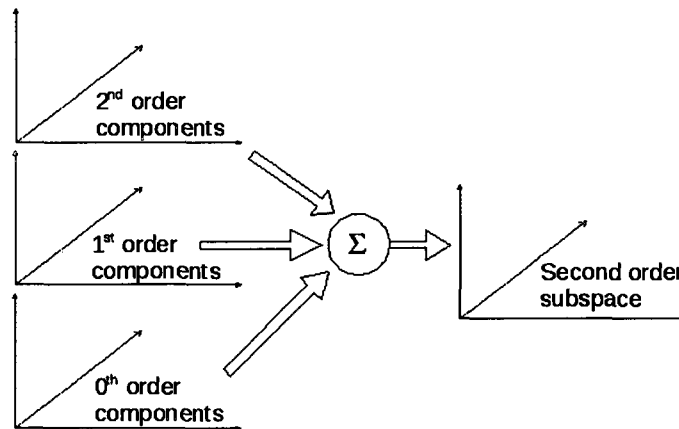 2nd order
components
1st order
components
0th order
components
Σ
Second order
subspace